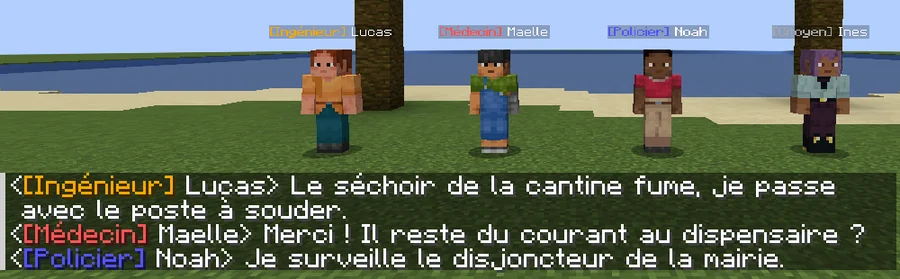 [Ingénieur] Lucas
[Médecin] Maelle
[Policier] Noah
[Citoyen] Ines
<[Ingénieur] Lucas> Le séchoir de la cantine fume, je passe
avec le poste à souder.
<[Médecin] Maelle> Merci ! Il reste du courant au dispensaire ?
<[Policier] Noah> Je surveille le disjoncteur de la mairie.